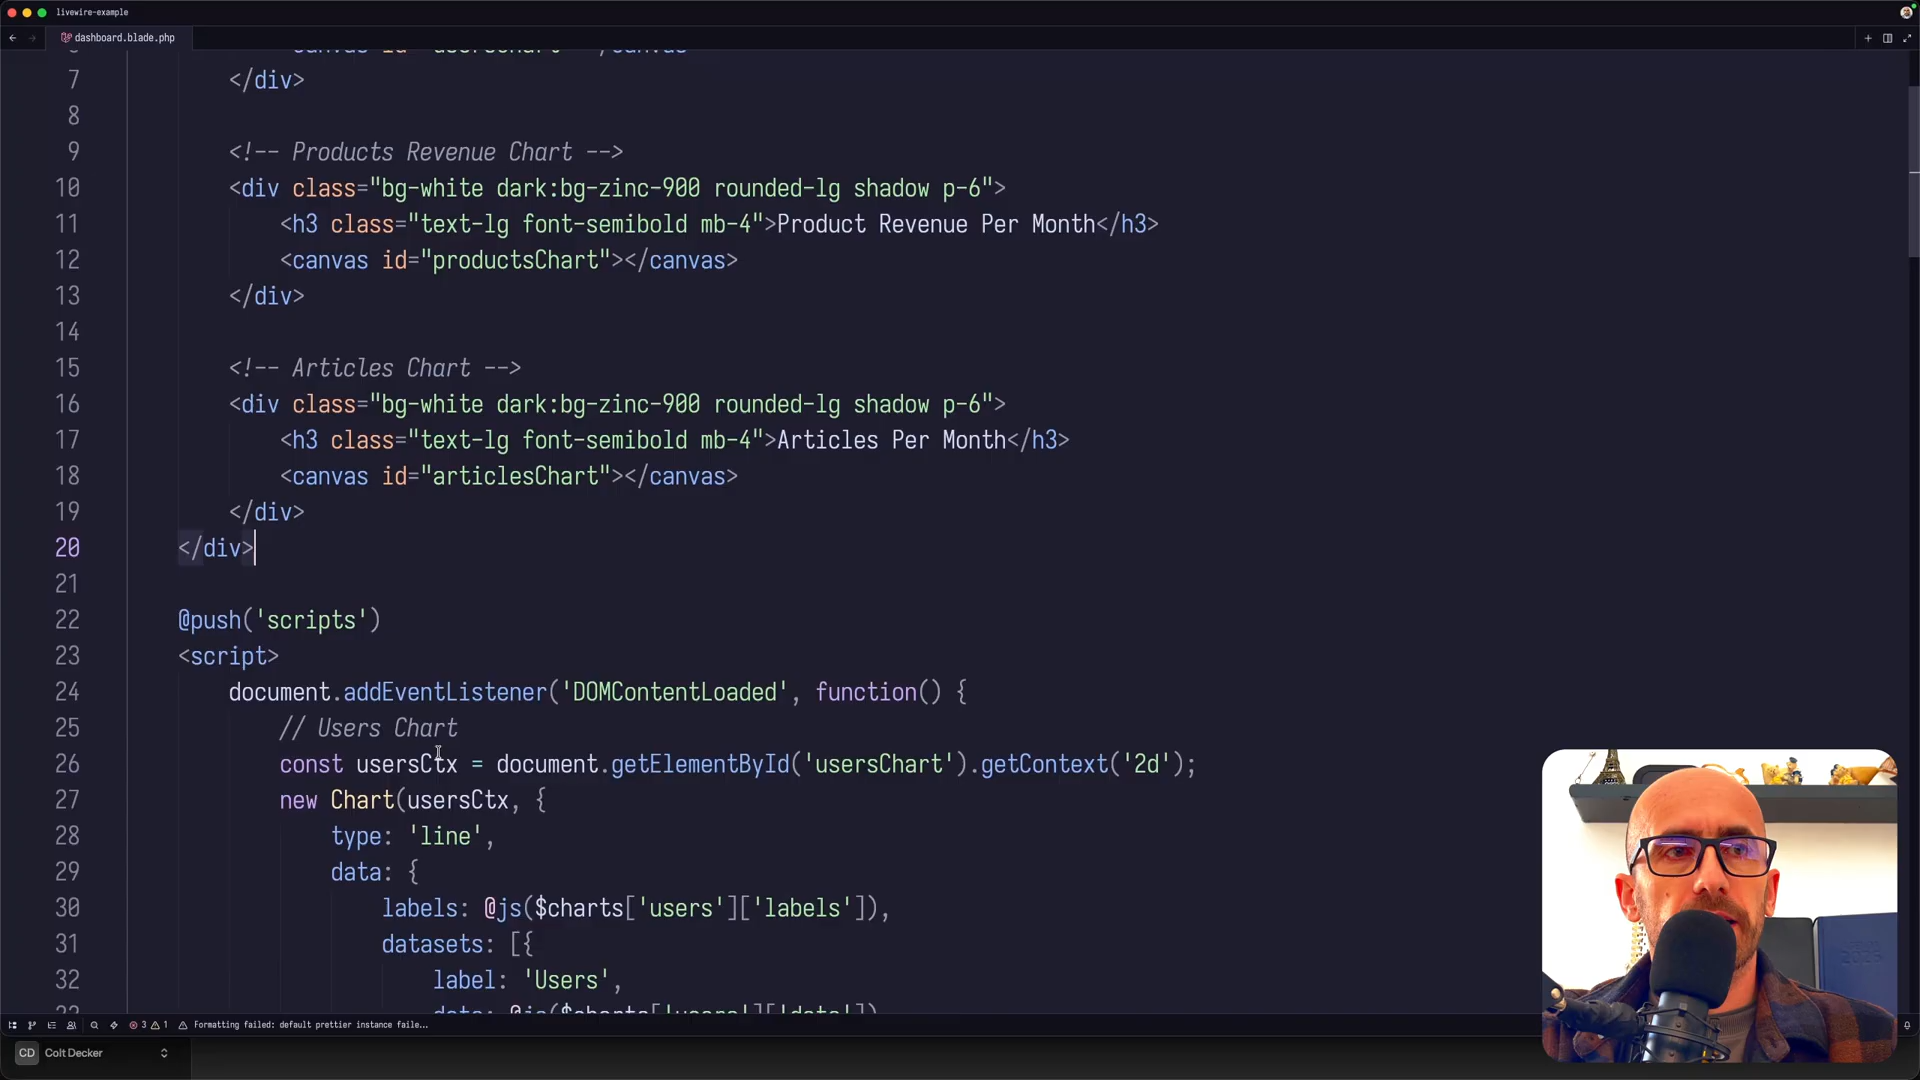 livewire-example
dashboard.blade.php
7 </div>
8
9 <!-- Products Revenue Chart -->
10 <div class="bg-white dark:bg-zinc-900 rounded-lg shadow p-6">
11 <h3 class="text-lg font-semibold mb-4">Product Revenue Per Month</h3>
12 <canvas id="productsChart"></canvas>
13 </div>
14
15 <!-- Articles Chart -->
16 <div class="bg-white dark:bg-zinc-900 rounded-lg shadow p-6">
17 <h3 class="text-lg font-semibold mb-4">Articles Per Month</h3>
18 <canvas id="articlesChart"></canvas>
19 </div>
20 </div>
21
22 @push('scripts')
23 <script>
24 document.addEventListener('DOMContentLoaded', function() {
25 // Users Chart
26 const usersCtx = document.getElementById('usersChart').getContext('2d');
27 new Chart(usersCtx, {
28 type: 'line',
29 data: {
30 labels: @js($charts['users']['labels']),
31 datasets: [{
32 label: 'Users',
3 1 Formatting failed: default prettier instance faile...
CD Colt Decker